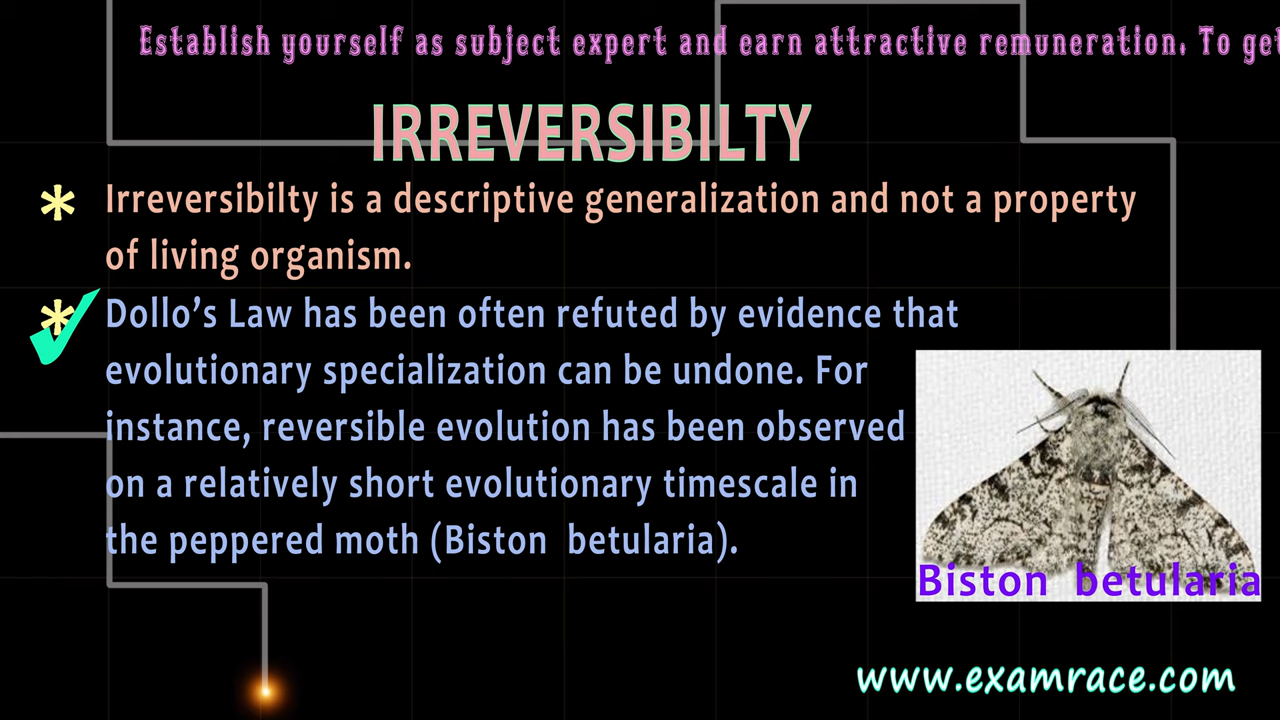 Establish yourself as subject expert and earn attractive remuneration. To get
IRREVERSIBILTY
* Irreversibilty is a descriptive generalization and not a property
of living organism.
* Dollo’s Law has been often refuted by evidence that
evolutionary specialization can be undone. For
instance, reversible evolution has been observed
on a relatively short evolutionary timescale in
the peppered moth (Biston betularia).
Biston betularia
www.examrace.com